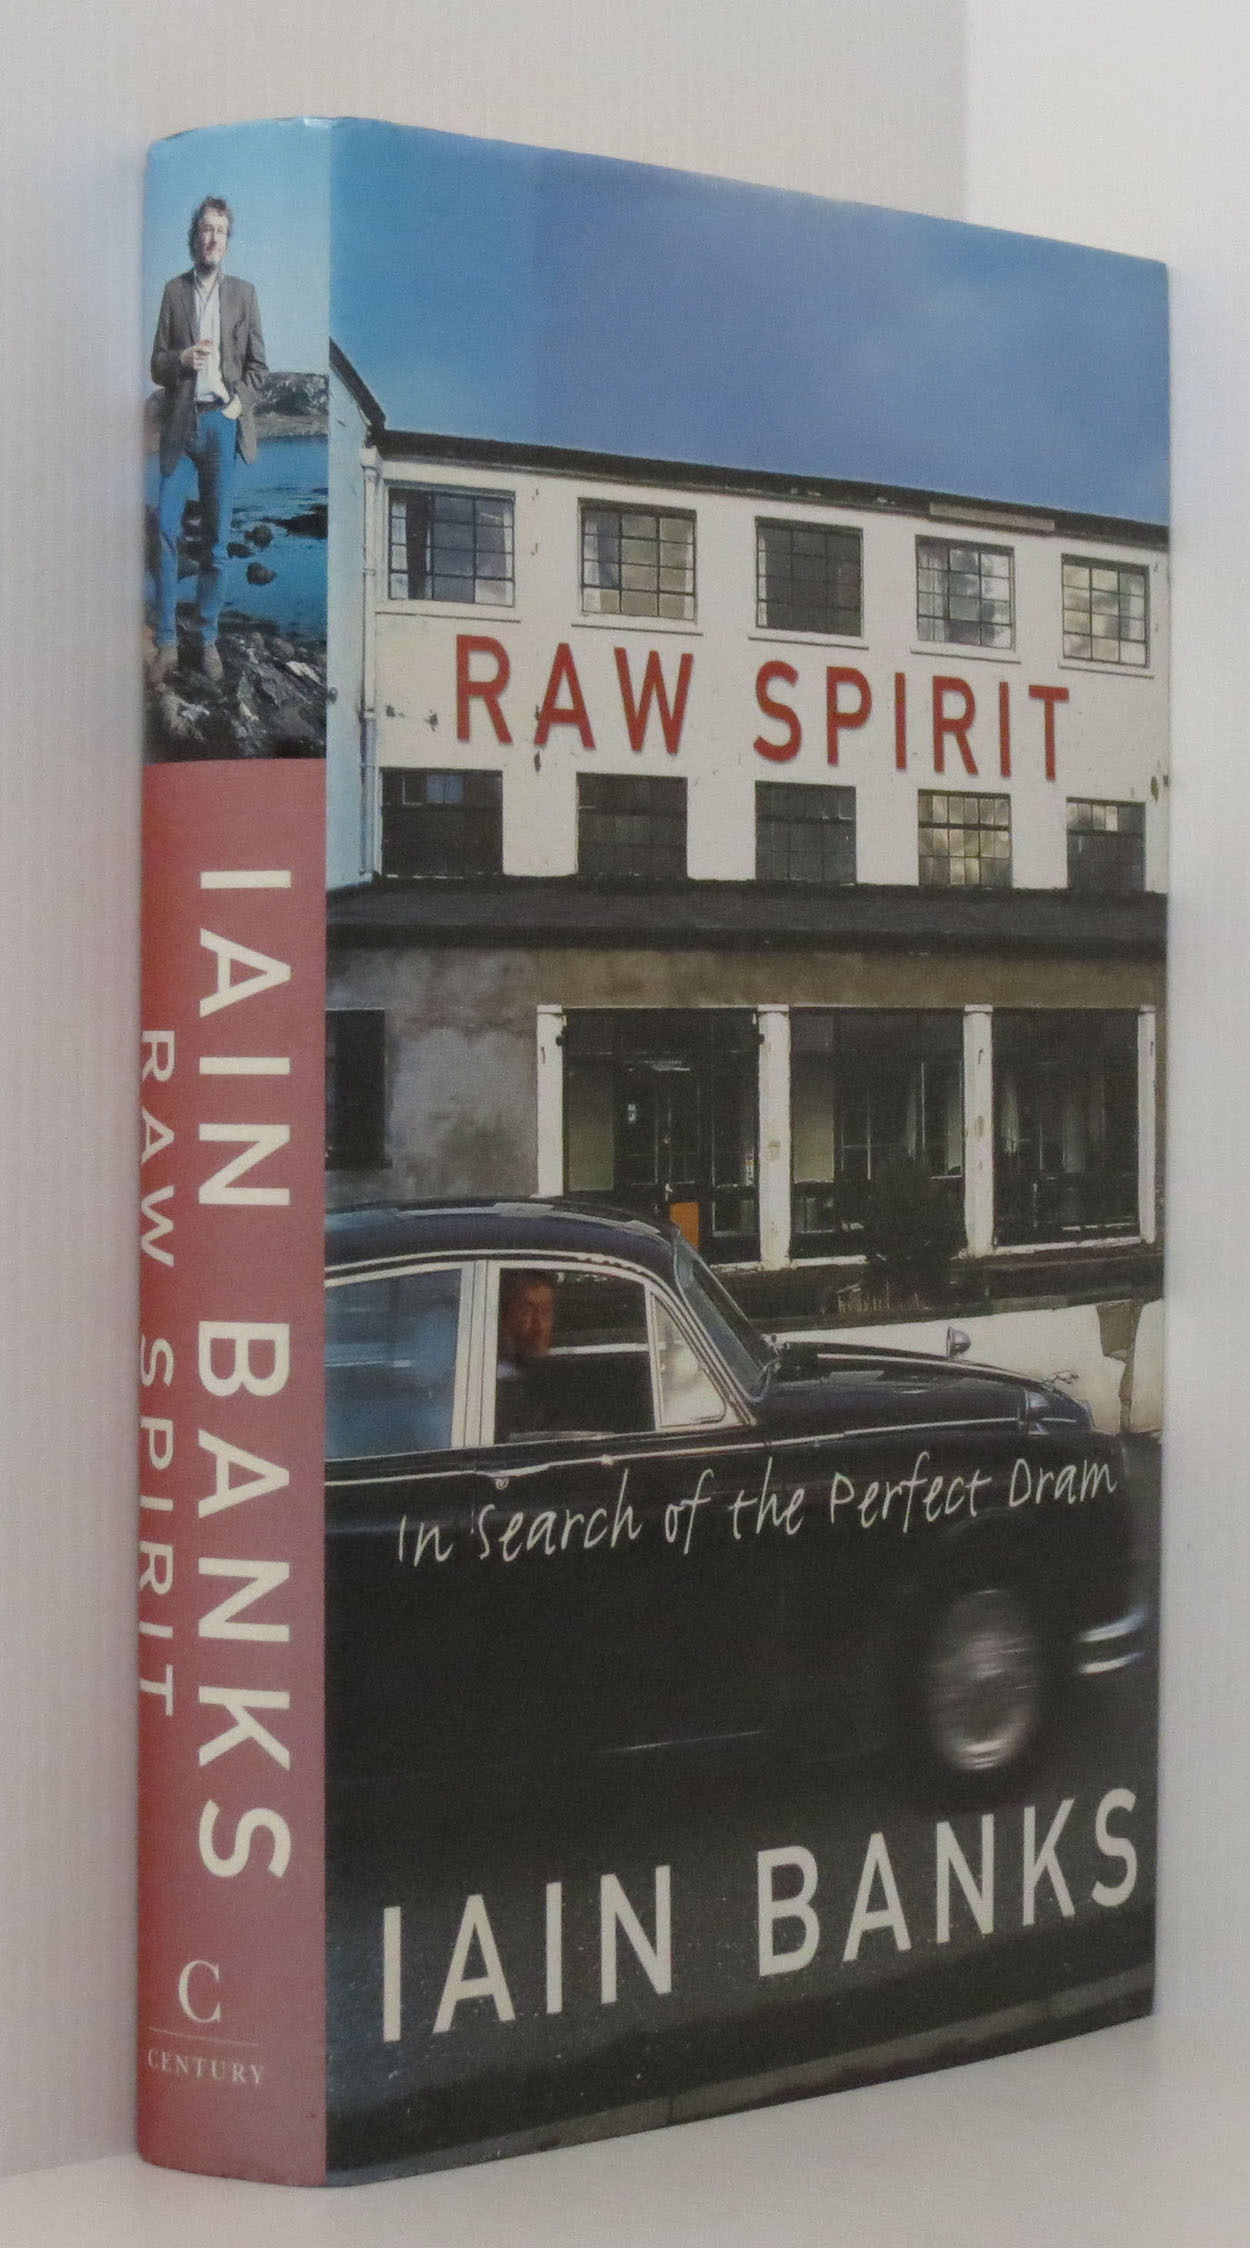 IAIN BANKS
RAW SPIRIT
C
CENTURY
RAW SPIRIT
In Search of the Perfect Dram
IAIN BANKS